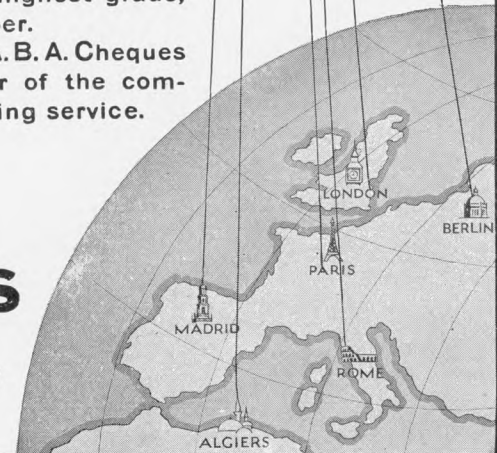 highest grade,
er.
A.B.A. Cheques
r of the com-
ing service.
LONDON
BERLIN
PARIS
S
MADRID
ROME
ALGIERS